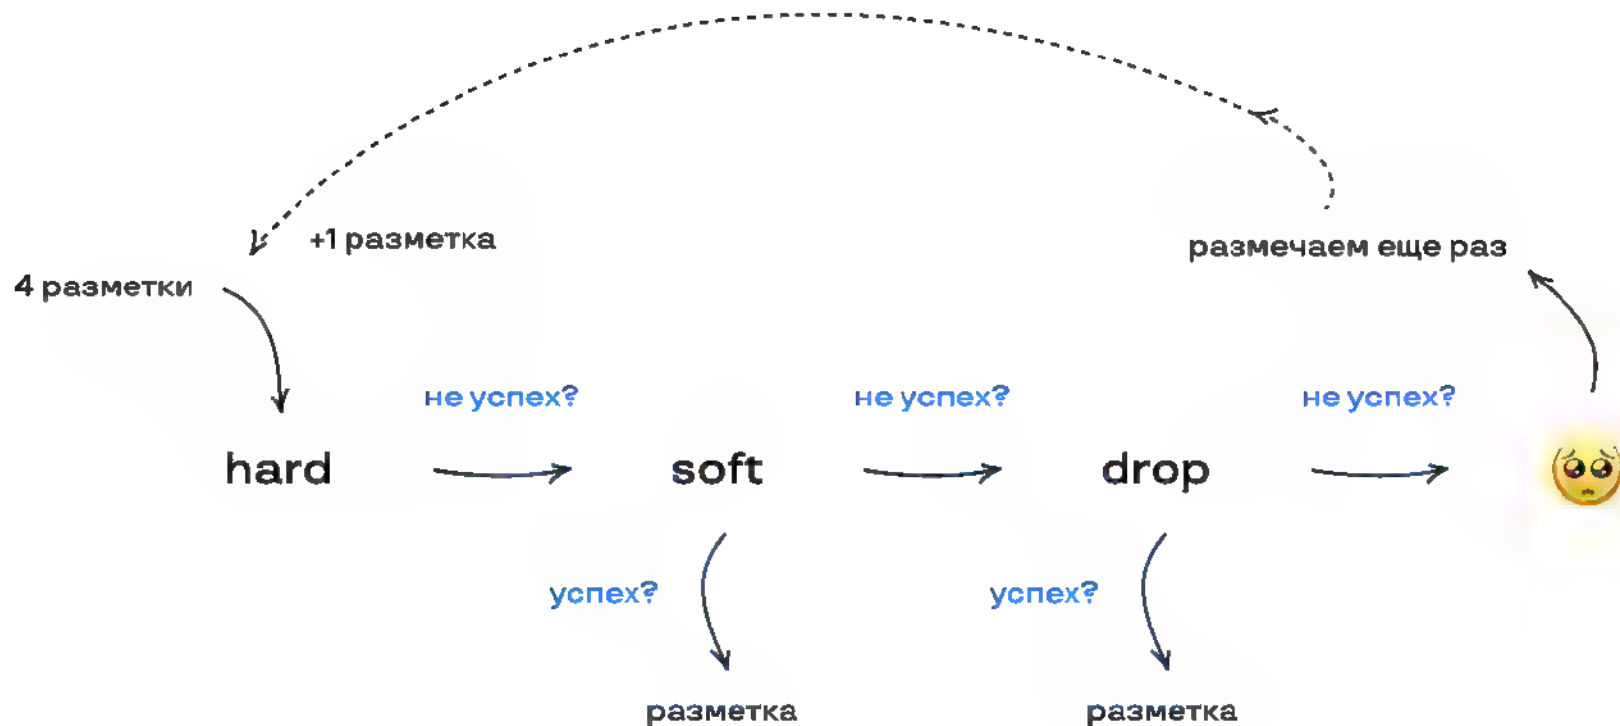 +1 разметка
размечаем еще раз
4 разметки
не успех?
не успех?
не успех?
hard
soft
drop
успех?
успех?
разметка
разметка